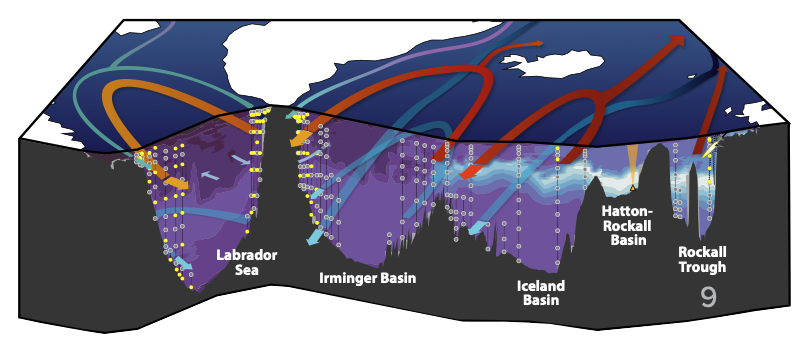 Labrador
Sea
Irminger Basin
Iceland
Basin
Hatton-
Rockall
Basin
Rockall
Trough
9